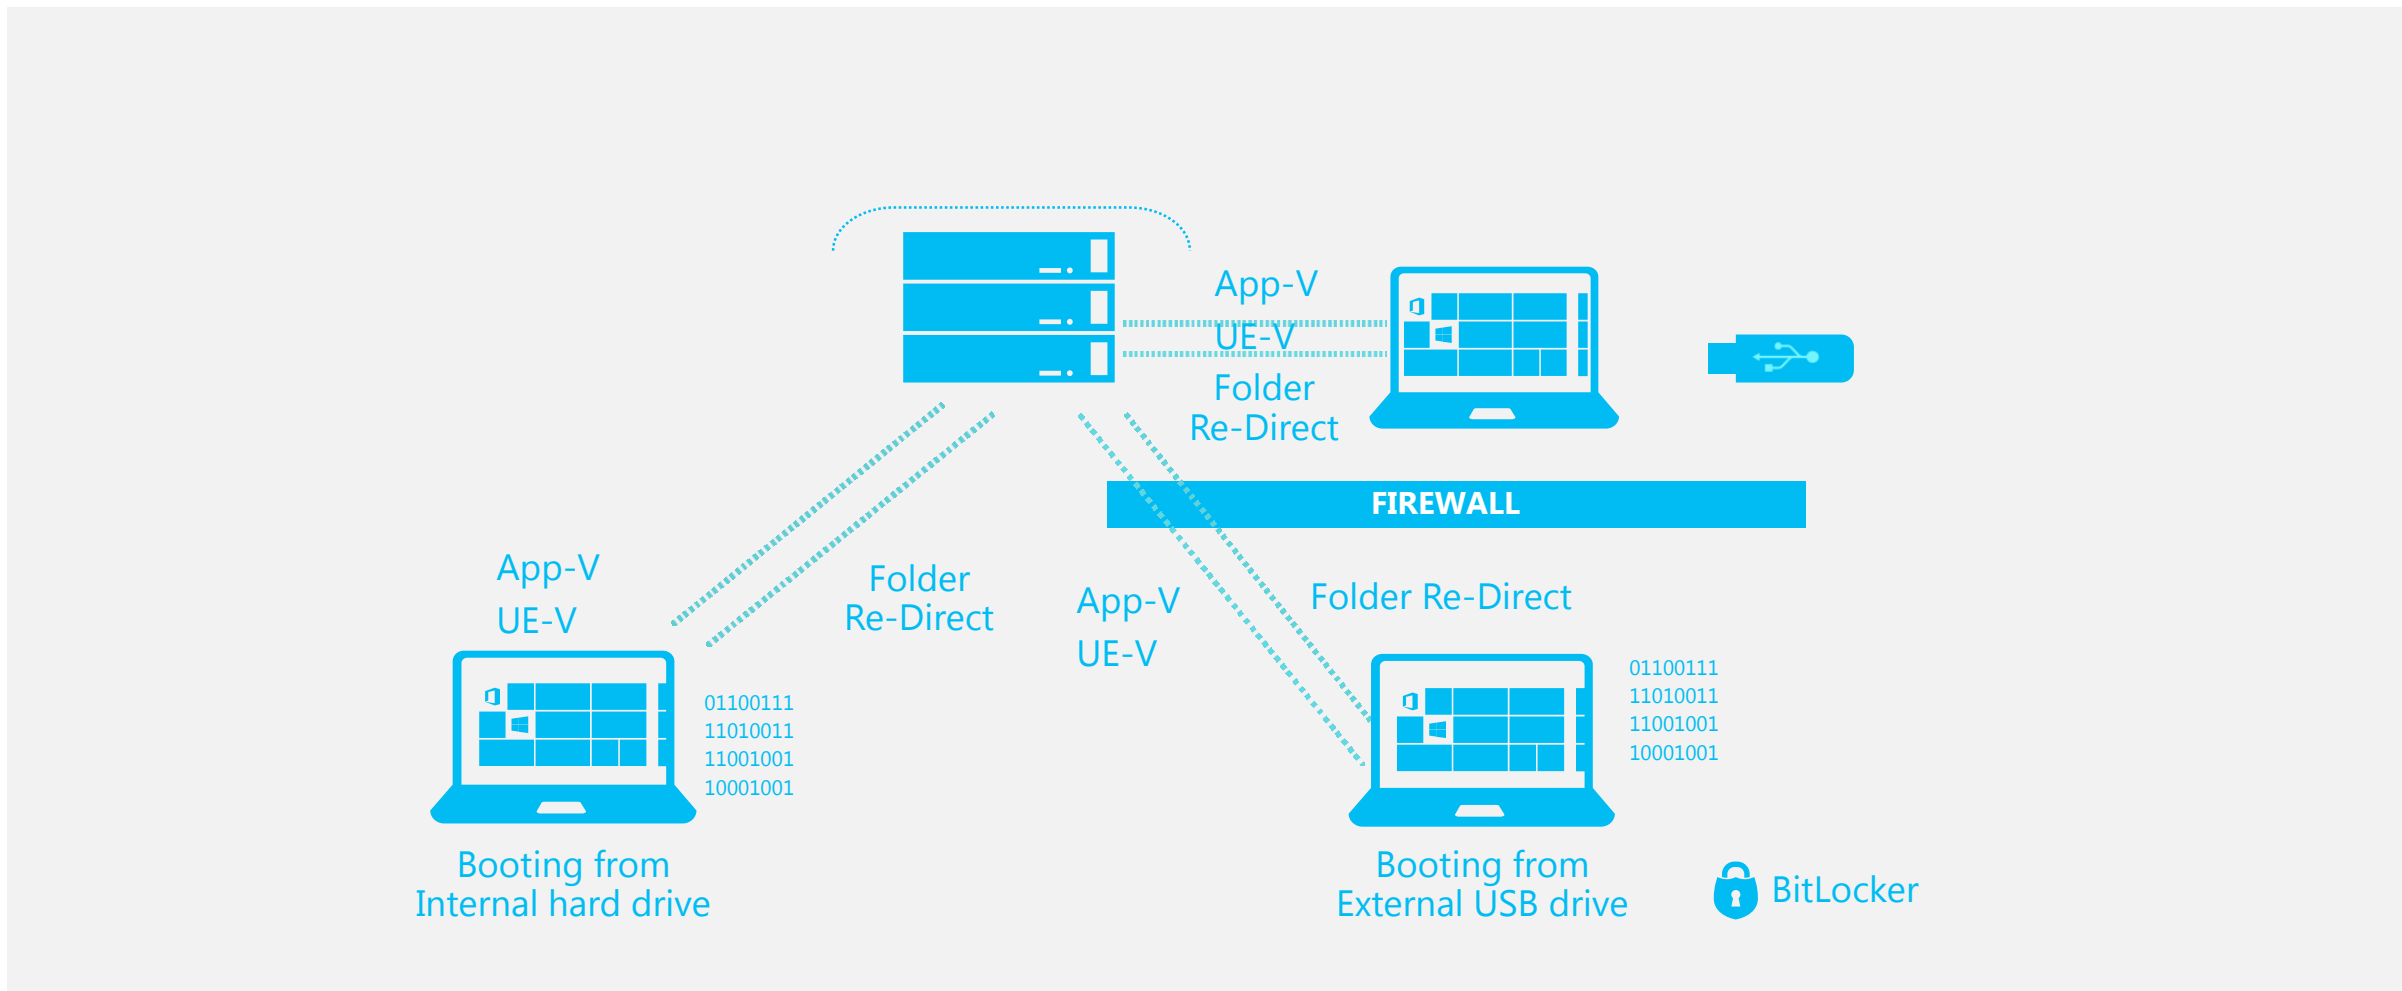 App-V
UE-V
Folder
Re-Direct
FIREWALL
App-V
UE-V
Folder
Re-Direct
App-V
UE-V
Folder Re-Direct
01100111
11010011
11001001
10001001
01100111
11010011
11001001
10001001
Booting from
Internal hard drive
Booting from
External USB drive
BitLocker